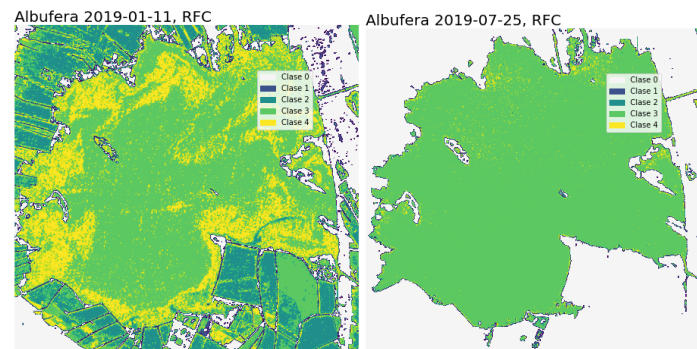 Albufera 2019-01-11, RFC
Clase 0
Clase 1
Clase 2
Clase 3
Clase 4
Albufera 2019-07-25, RFC
Clase 0
Clase 1
Clase 2
Clase 3
Clase 4